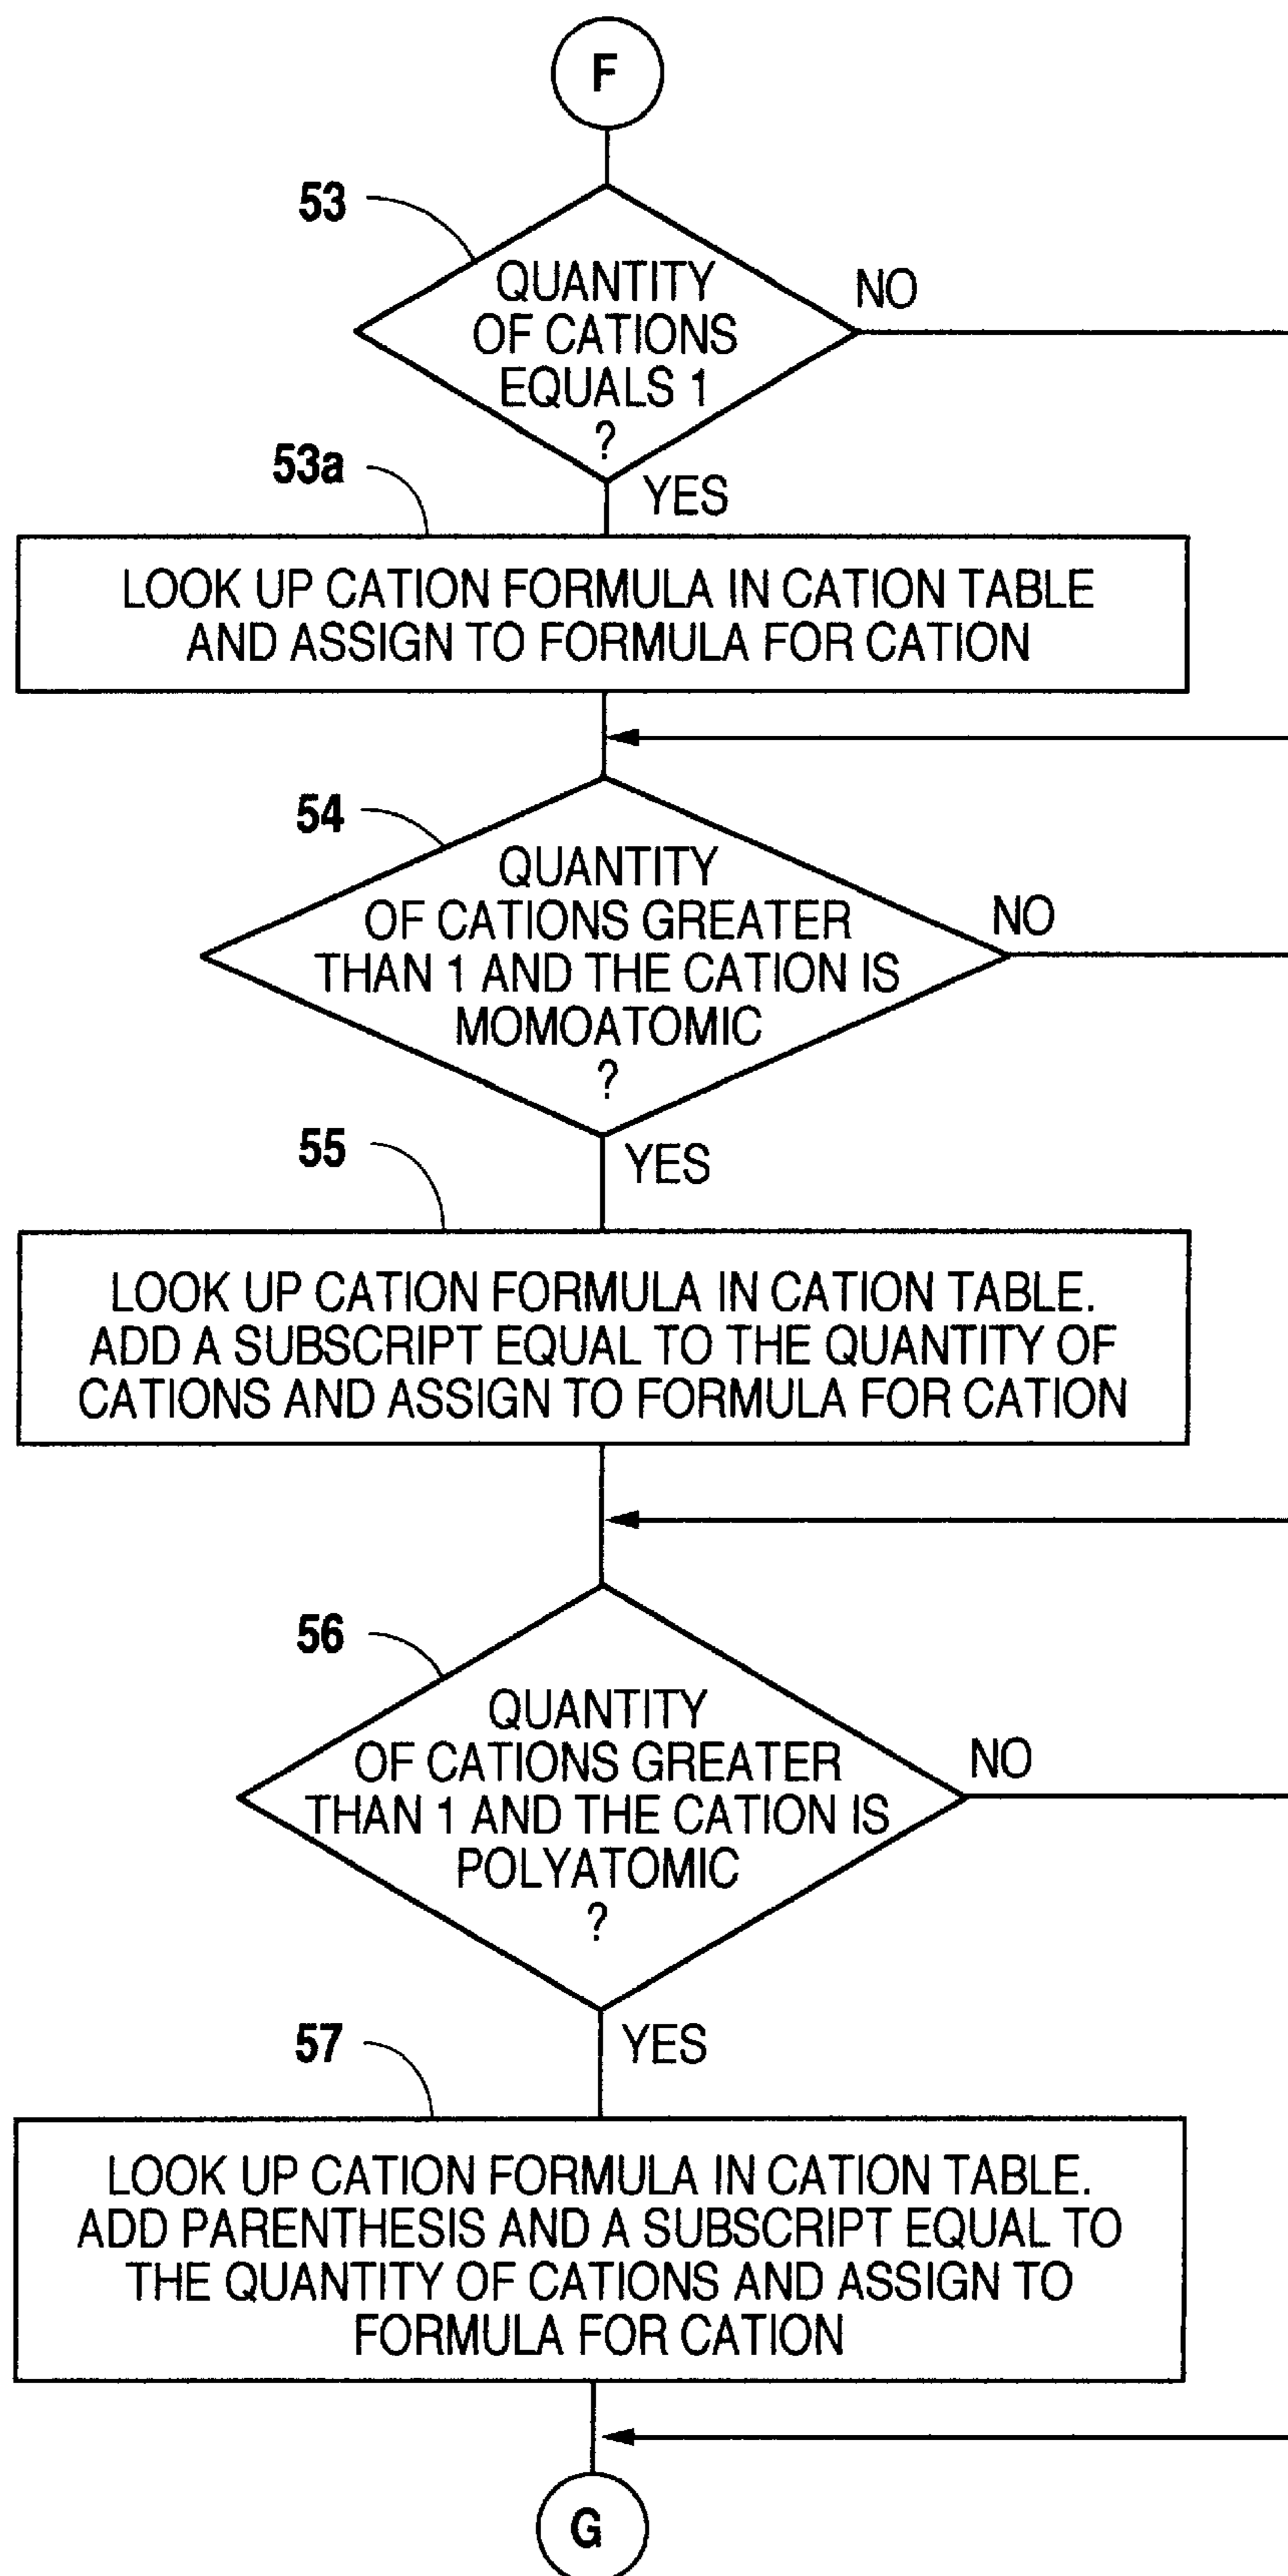 F
53
QUANTITY
OF CATIONS
EQUALS 1
?
NO
YES
53a
LOOK UP CATION FORMULA IN CATION TABLE
AND ASSIGN TO FORMULA FOR CATION
54
QUANTITY
OF CATIONS GREATER
THAN 1 AND THE CATION IS
MOMOATOMIC
?
NO
YES
55
LOOK UP CATION FORMULA IN CATION TABLE.
ADD A SUBSCRIPT EQUAL TO THE QUANTITY OF
CATIONS AND ASSIGN TO FORMULA FOR CATION
56
QUANTITY
OF CATIONS GREATER
THAN 1 AND THE CATION IS
POLYATOMIC
?
NO
YES
57
LOOK UP CATION FORMULA IN CATION TABLE.
ADD PARENTHESIS AND A SUBSCRIPT EQUAL TO
THE QUANTITY OF CATIONS AND ASSIGN TO
FORMULA FOR CATION
G